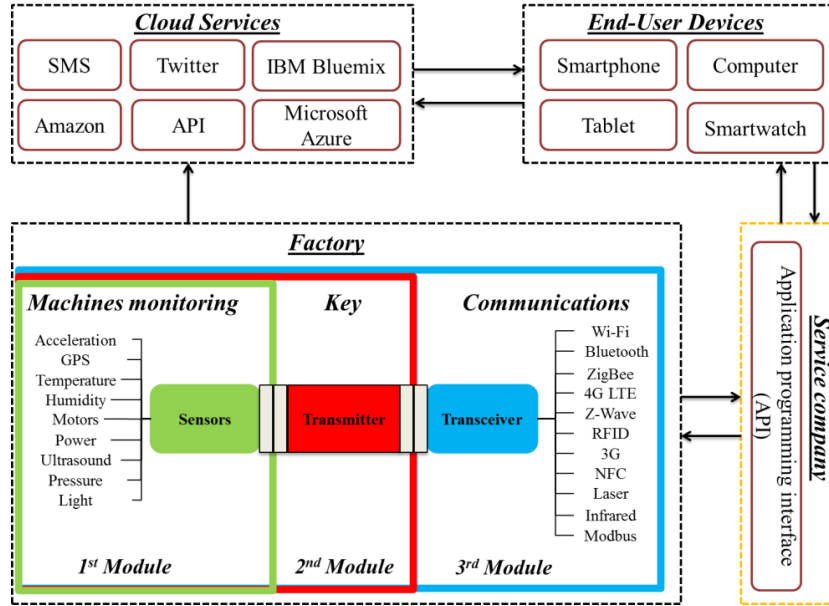 Cloud Services
SMS
Twitter
IBM Bluemix
Amazon
API
Microsoft
Azure
End-User Devices
Smartphone
Computer
Tablet
Smartwatch
Factory
Machines monitoring
Key
Communications
Acceleration
GPS
Temperature
Humidity
Motors
Power
Ultrasound
Pressure
Light
Sensors
Transmitter
Transceiver
Wi-Fi
Bluetooth
ZigBee
4G LTE
Z-Wave
RFID
3G
NFC
Laser
Infrared
Modbus
1st Module
2nd Module
3rd Module
Service company
Application programming interface
(API)